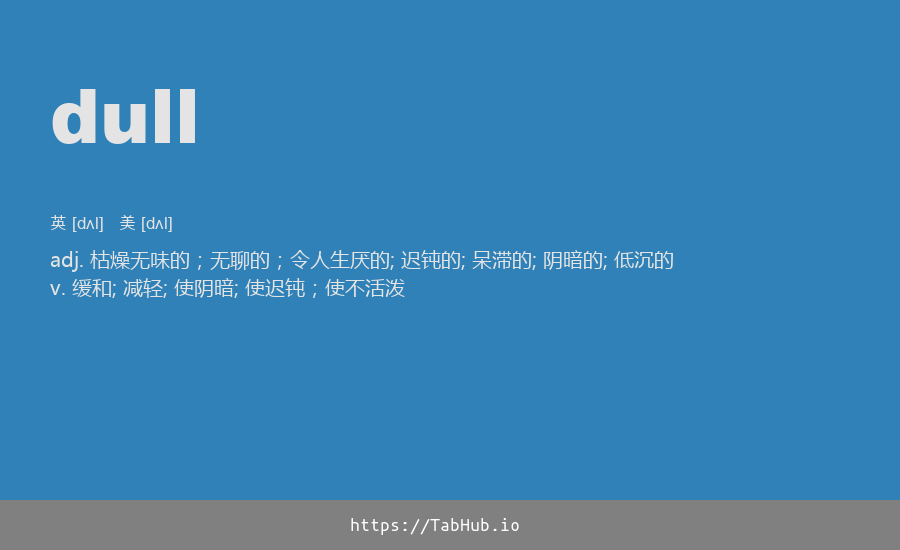 dull
英 [dʌl] 美 [dʌl]
adj. 枯燥无味的；无聊的；令人生厌的; 迟钝的; 呆滞的; 阴暗的; 低沉的
v. 缓和; 减轻; 使阴暗; 使迟钝；使不活泼
https://TabHub.io